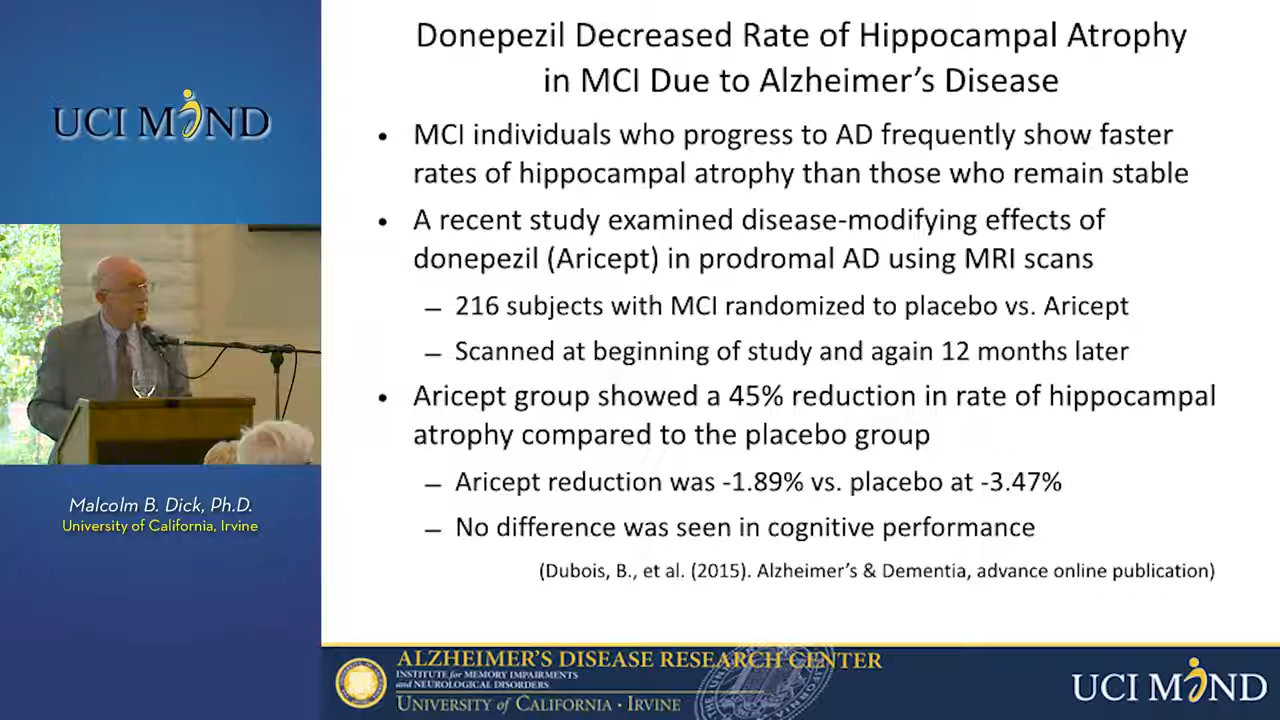 UCI MIND
Malcolm B. Dick, Ph.D.
University of California, Irvine
Donepezil Decreased Rate of Hippocampal Atrophy
in MCI Due to Alzheimer’s Disease
• MCI individuals who progress to AD frequently show faster
rates of hippocampal atrophy than those who remain stable
• A recent study examined disease-modifying effects of
donepezil (Aricept) in prodromal AD using MRI scans
– 216 subjects with MCI randomized to placebo vs. Aricept
– Scanned at beginning of study and again 12 months later
• Aricept group showed a 45% reduction in rate of hippocampal
atrophy compared to the placebo group
– Aricept reduction was -1.89% vs. placebo at -3.47%
– No difference was seen in cognitive performance
(Dubois, B., et al. (2015). Alzheimer’s & Dementia, advance online publication)
ALZHEIMER’S DISEASE RESEARCH CENTER
INSTITUTE for MEMORY IMPAIRMENTS
and NEUROLOGICAL DISORDERS
UNIVERSITY of CALIFORNIA · IRVINE
UCI MIND